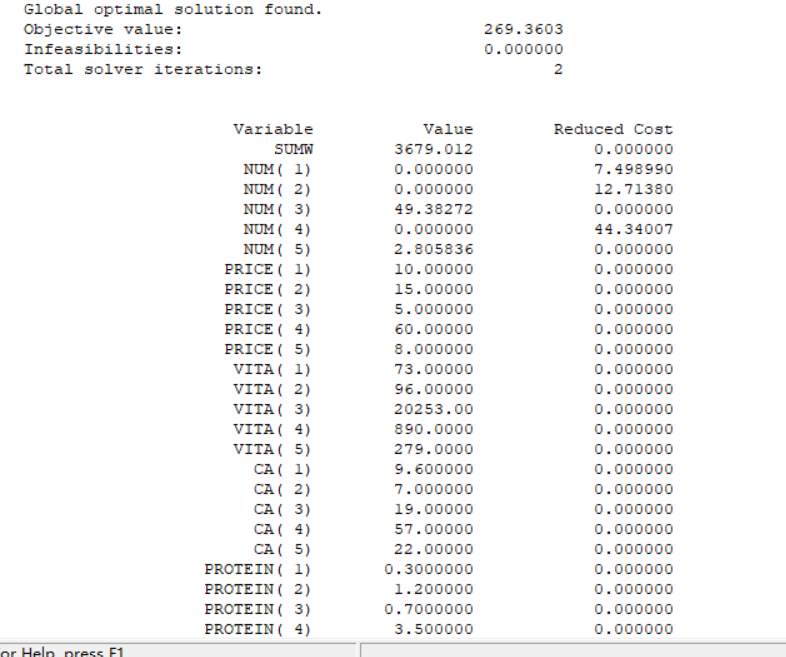 Global optimal solution found.
Objective value: 269.3603
Infeasibilities: 0.000000
Total solver iterations: 2
Variable Value Reduced Cost
SUMW 3679.012 0.000000
NUM( 1) 0.000000 7.498990
NUM( 2) 0.000000 12.71380
NUM( 3) 49.38272 0.000000
NUM( 4) 0.000000 44.34007
NUM( 5) 2.805836 0.000000
PRICE( 1) 10.00000 0.000000
PRICE( 2) 15.00000 0.000000
PRICE( 3) 5.000000 0.000000
PRICE( 4) 60.00000 0.000000
PRICE( 5) 8.000000 0.000000
VITA( 1) 73.00000 0.000000
VITA( 2) 96.00000 0.000000
VITA( 3) 20253.00 0.000000
VITA( 4) 890.0000 0.000000
VITA( 5) 279.0000 0.000000
CA( 1) 9.600000 0.000000
CA( 2) 7.000000 0.000000
CA( 3) 19.00000 0.000000
CA( 4) 57.00000 0.000000
CA( 5) 22.00000 0.000000
PROTEIN( 1) 0.3000000 0.000000
PROTEIN( 2) 1.200000 0.000000
PROTEIN( 3) 0.7000000 0.000000
PROTEIN( 4) 3.500000 0.000000
or Help, press F1